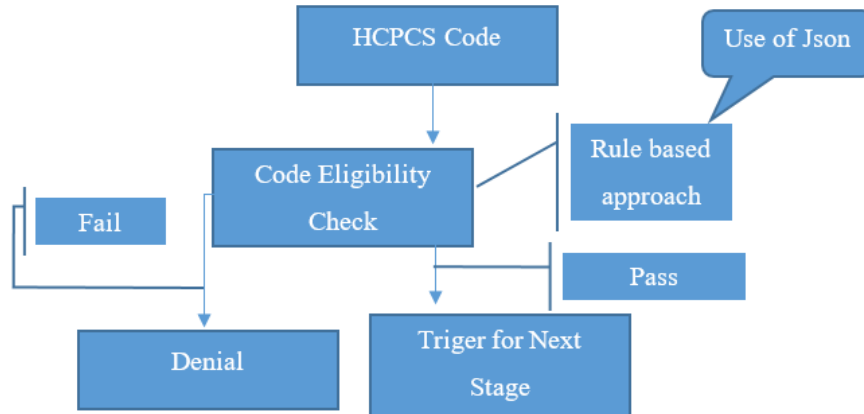 HCPCS Code
Use of Json
Code Eligibility
Check
Rule based
approach
Fail
Pass
Denial
Triger for Next
Stage